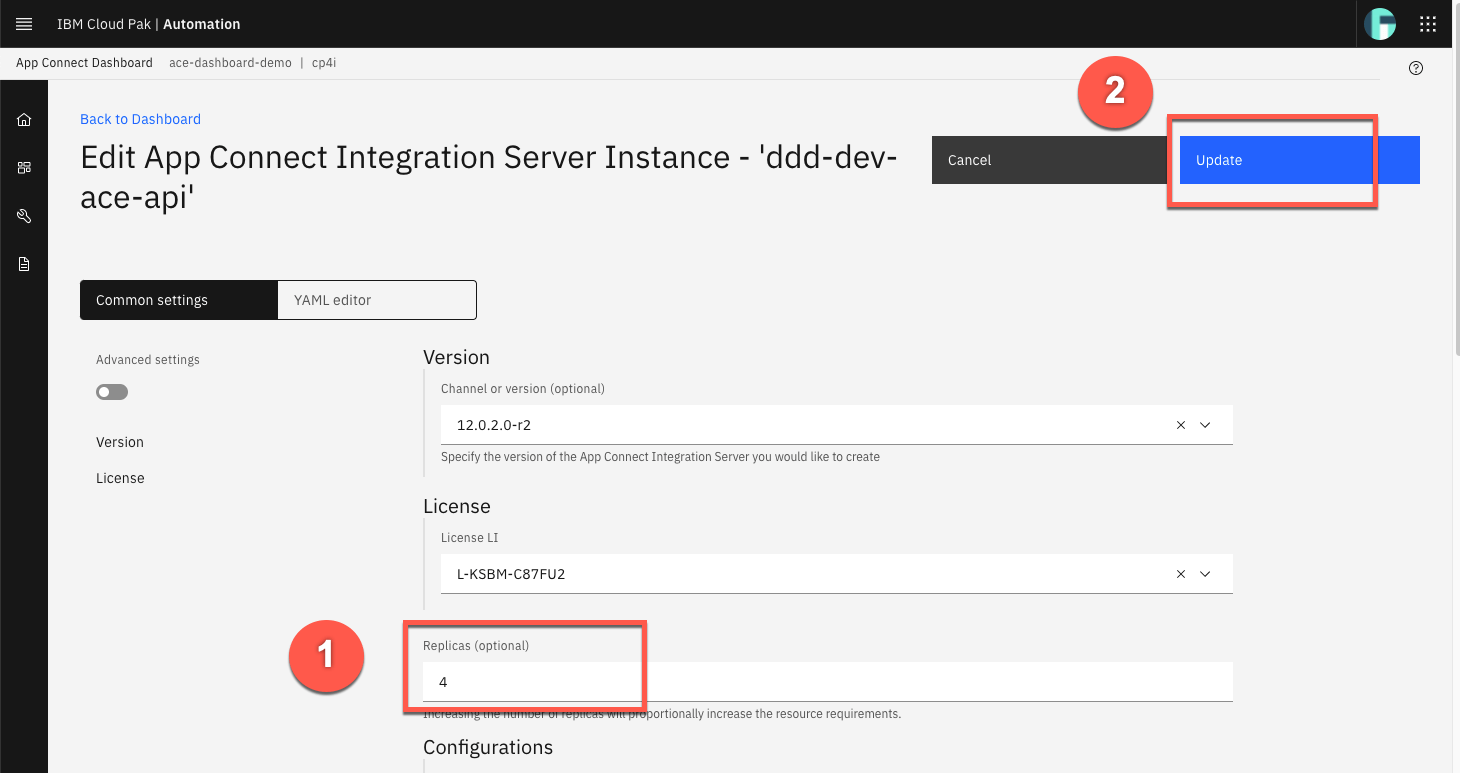 IBM Cloud Pak | Automation
App Connect Dashboard ace-dashboard-demo | cp4i
2
Back to Dashboard
Edit App Connect Integration Server Instance - 'ddd-dev-
ace-api'
Cancel
Update
Common settings
YAML editor
Advanced settings
Version
License
Version
Channel or version (optional)
12.0.2.0-r2
Specify the version of the App Connect Integration Server you would like to create
License
License LI
L-KSBM-C87FU2
1
Replicas (optional)
4
Increasing the number of replicas will proportionally increase the resource requirements.
Configurations